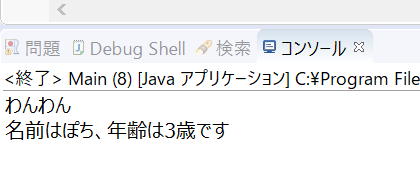 問題 Debug Shell 検索 コンソール
<終了> Main (8) [Java アプリケーション] C:¥Program File
わんわん
名前はぽち、年齢は3歳です